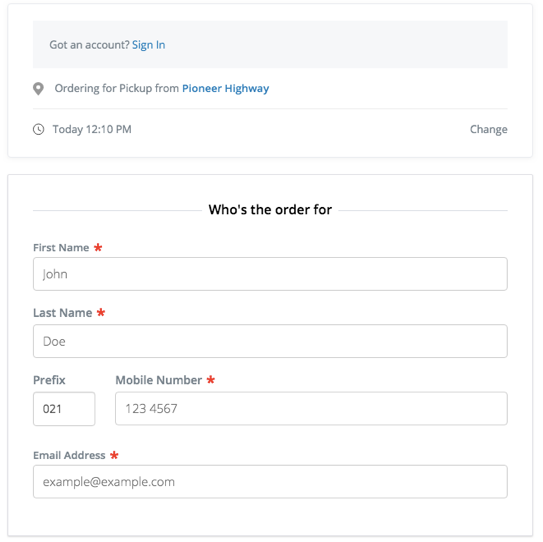 Got an account? Sign In
Ordering for Pickup from Pioneer Highway
Today 12:10 PM Change
Who's the order for
First Name *
John
Last Name *
Doe
Prefix Mobile Number *
021 123 4567
Email Address *
example@example.com